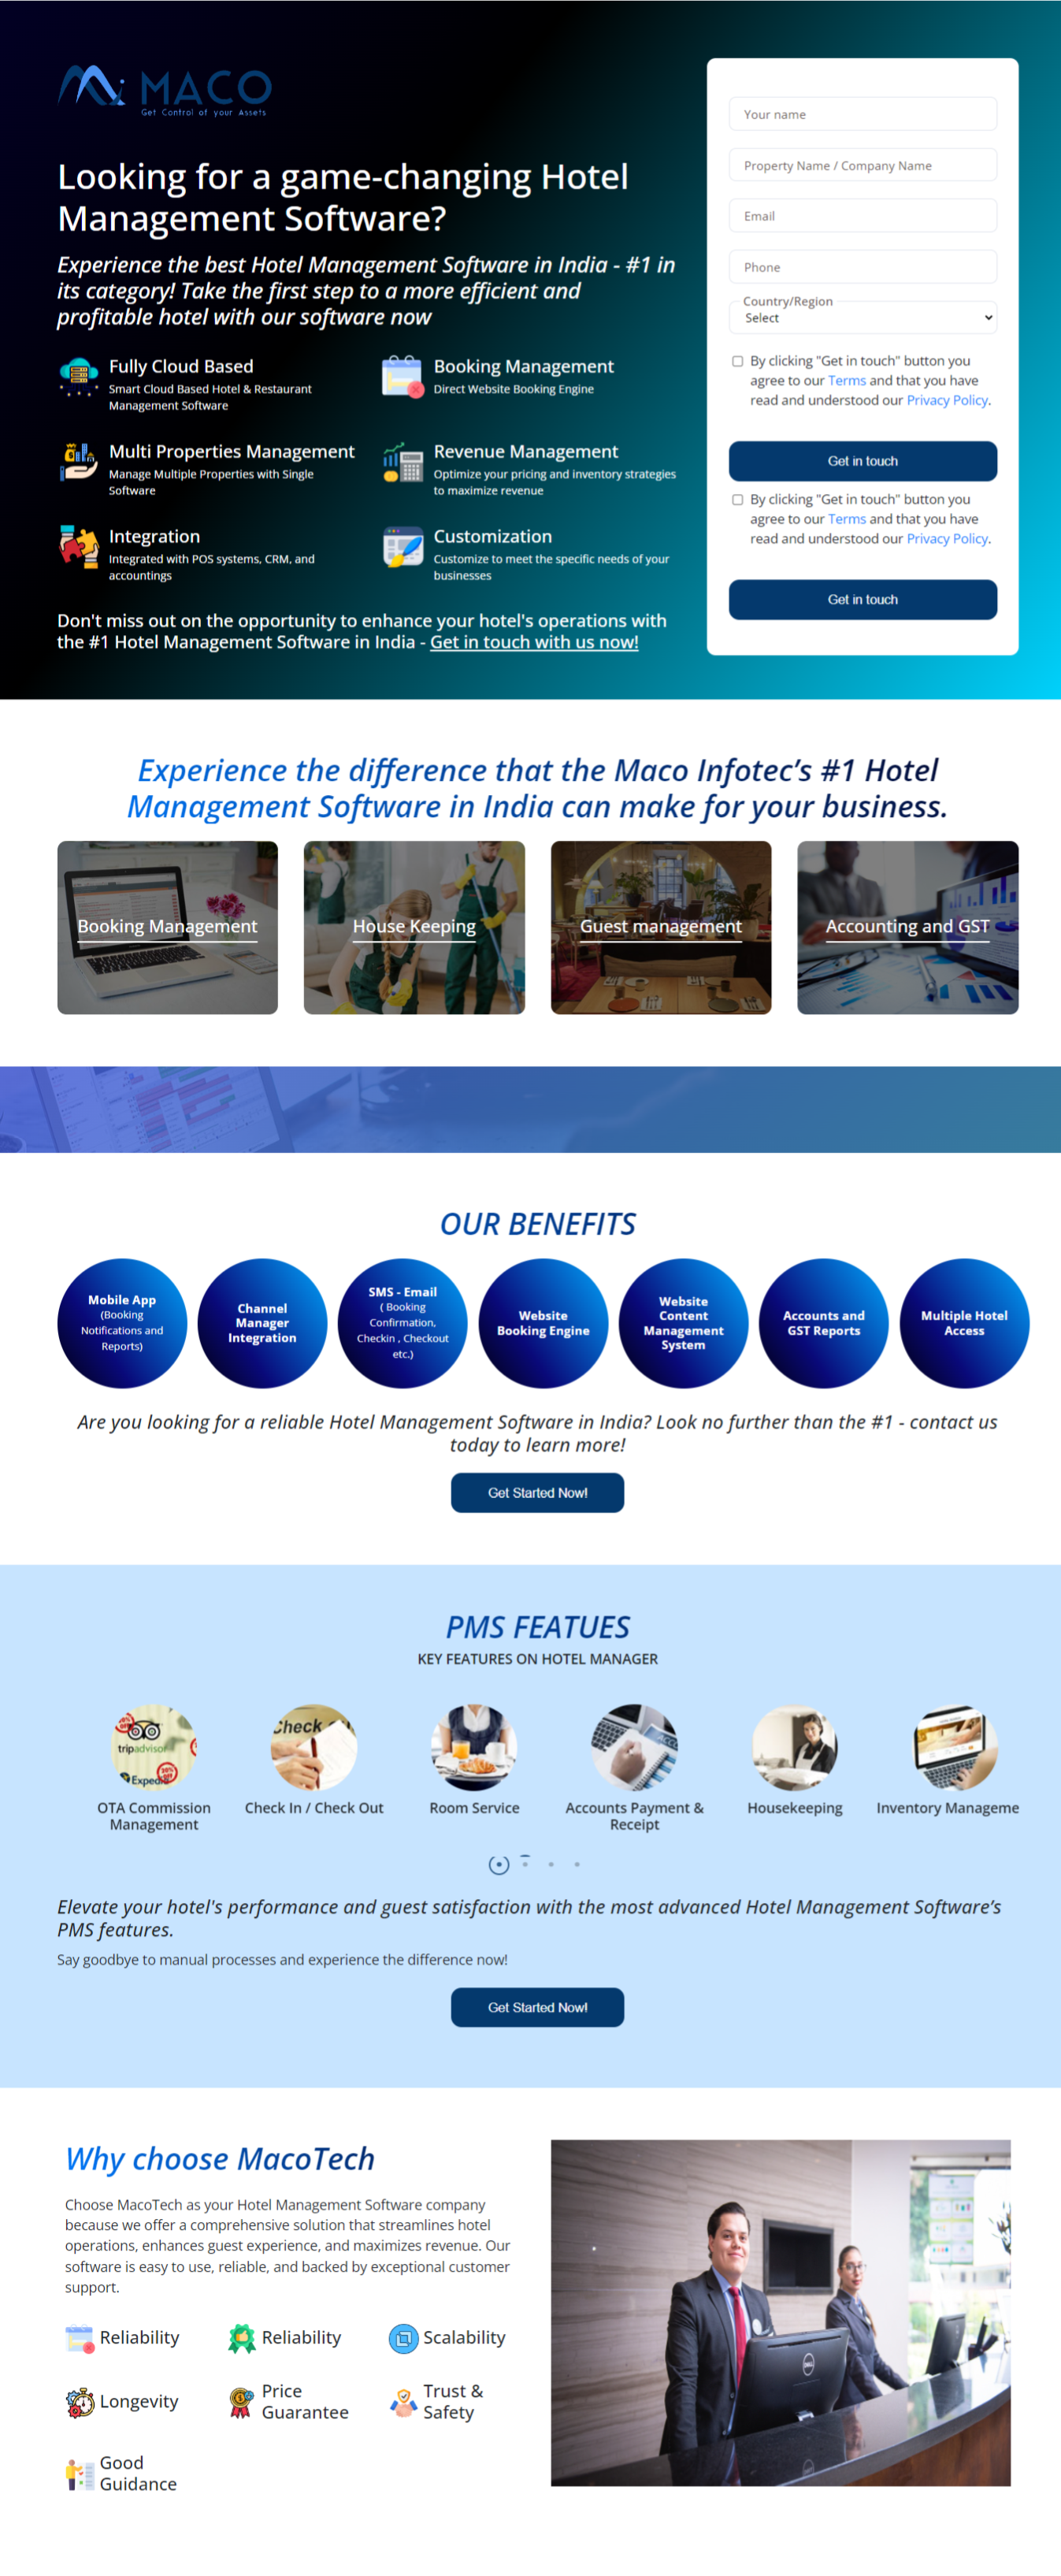 MACO
Get Control of your Assets
Looking for a game-changing Hotel
Management Software?
Experience the best Hotel Management Software in India - #1 in
its category! Take the first step to a more efficient and
profitable hotel with our software now
Fully Cloud Based
Smart Cloud Based Hotel & Restaurant
Management Software
Booking Management
Direct Website Booking Engine
Multi Properties Management
Manage Multiple Properties with Single
Software
Revenue Management
Optimize your pricing and inventory strategies
to maximize revenue
Integration
Integrated with POS systems, CRM, and
accountings
Customization
Customize to meet the specific needs of your
businesses
Don't miss out on the opportunity to enhance your hotel's operations with
the #1 Hotel Management Software in India - Get in touch with us now!
Your name
Property Name / Company Name
Email
Phone
Country/Region
Select
By clicking "Get in touch" button you
agree to our Terms and that you have
read and understood our Privacy Policy.
Get in touch
By clicking "Get in touch" button you
agree to our Terms and that you have
read and understood our Privacy Policy.
Get in touch
Experience the difference that the Maco Infotec’s #1 Hotel
Management Software in India can make for your business.
Booking Management
House Keeping
Guest management
Accounting and GST
OUR BENEFITS
Mobile App
(Booking
Notifications and
Reports)
Channel
Manager
Integration
SMS - Email
( Booking
Confirmation,
Checkin , Checkout
etc.)
Website
Booking Engine
Website
Content
Management
System
Accounts and
GST Reports
Multiple Hotel
Access
Are you looking for a reliable Hotel Management Software in India? Look no further than the #1 - contact us
today to learn more!
Get Started Now!
PMS FEATUES
KEY FEATURES ON HOTEL MANAGER
tripadvisor
Expedia
20%
OFF
Check
OTA Commission
Management
Check In / Check Out
Room Service
Accounts Payment &
Receipt
Housekeeping
Inventory Manageme
Elevate your hotel's performance and guest satisfaction with the most advanced Hotel Management Software’s
PMS features.
Say goodbye to manual processes and experience the difference now!
Get Started Now!
Why choose MacoTech
Choose MacoTech as your Hotel Management Software company
because we offer a comprehensive solution that streamlines hotel
operations, enhances guest experience, and maximizes revenue. Our
software is easy to use, reliable, and backed by exceptional customer
support.
Reliability
Reliability
Scalability
Longevity
Price
Guarantee
Trust &
Safety
Good
Guidance
DELL